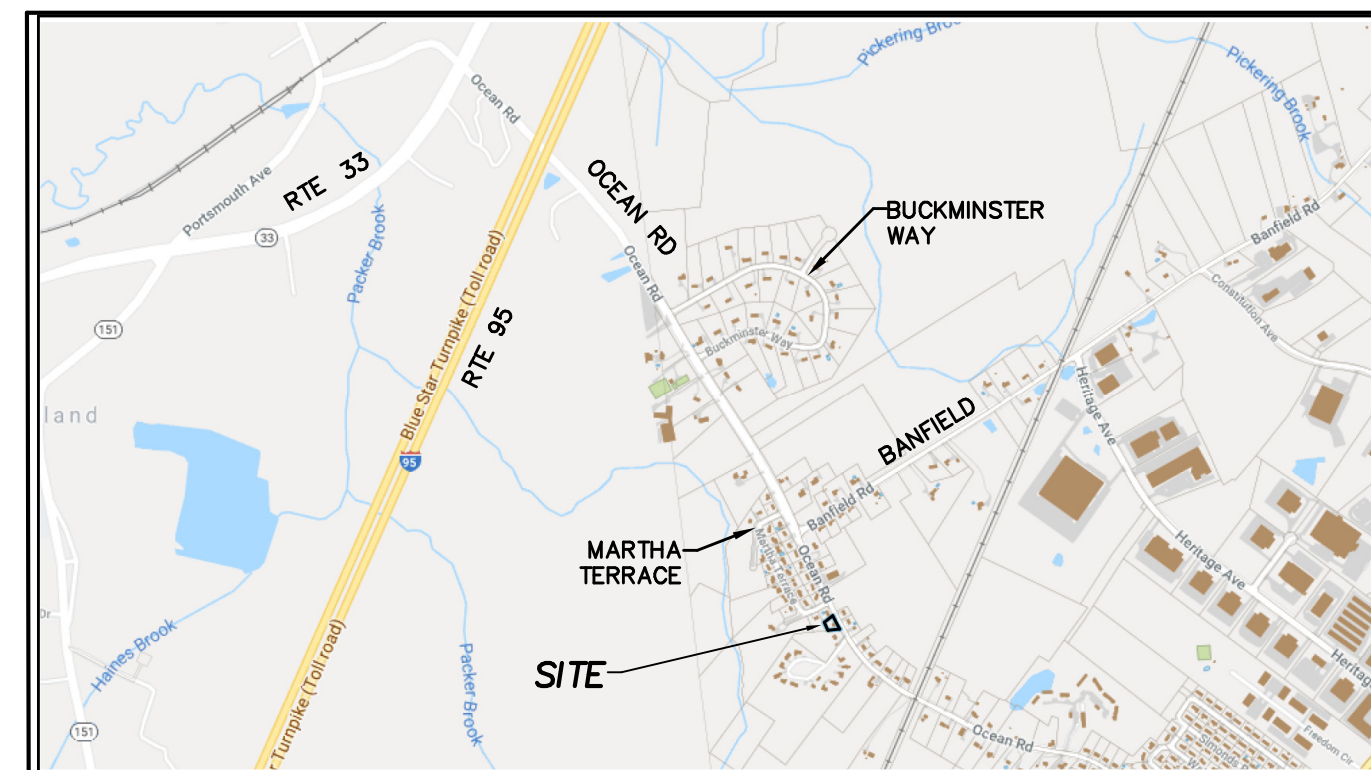 Pickering
Pickering Brook
Ocean Rd
Portsmouth Ave
RTE 33
33
Packer Brook
OCEAN RD
BUCKMINSTER
WAY
Banfield Rd
Constitution Ave
Ocean Rd
151
Blue Star Turnpike (Toll road)
RTE 95
Buckminster Way
land
95
BANFIELD
Heritage Ave
Banfield Rd
MARTHA
TERRACE
Martha Terrace
Ocean Rd
Heritage Ave
Dr
Haines Brook
Packer Brook
SITE
Turnpike (Toll road)
151
Ocean Rd
Simonds
Freedom Cir
Heritage